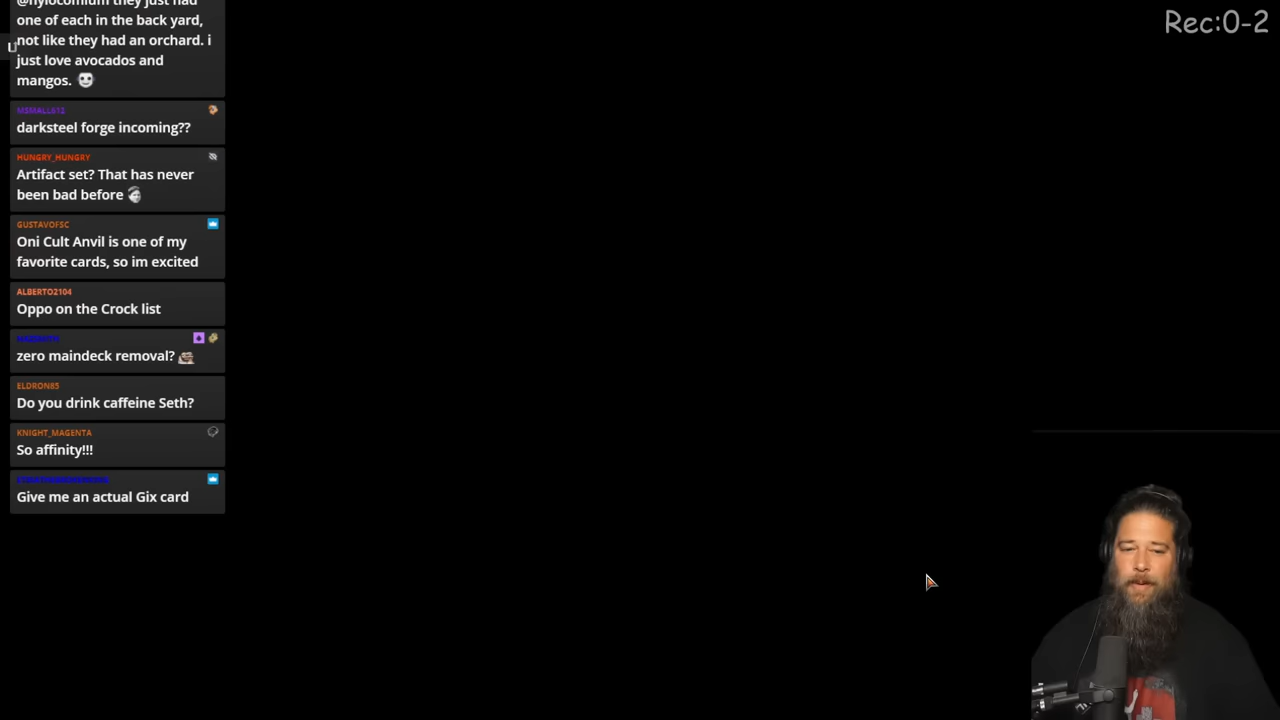 @hylocomium they just had
one of each in the back yard,
not like they had an orchard. i
just love avocados and
mangos.
Rec:0-2
MSMALL612
darksteel forge incoming??
HUNGRY_HUNGRY
Artifact set? That has never
been bad before
GUSTAVOFSC
Oni Cult Anvil is one of my
favorite cards, so im excited
ALBERTO2104
Oppo on the Crock list
zero maindeck removal?
ELDRON85
Do you drink caffeine Seth?
KNIGHT_MAGENTA
So affinity!!!
Give me an actual Gix card